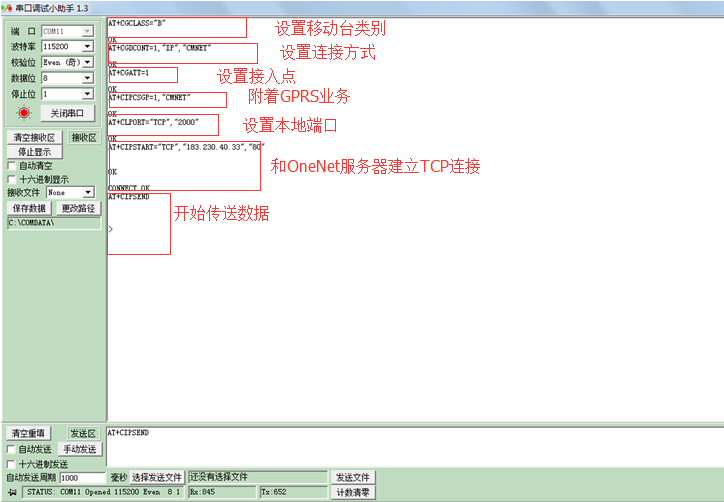 串口调试小助手 1.3
端 口 COM11
波特率 115200
校验位 Even (奇)
数据位 8
停止位 1
关闭串口
清空接收区 接收区
停止显示
自动清空
十六进制显示
接收文件 None
保存数据 更改路径
C:\COMDATA\
AT+CGCLASS="B" 设置移动台类别
OK
AT+CGDCONT=1,"IP","CMNET" 设置连接方式
OK
AT+CGATT=1 设置接入点
OK
AT+CIPCSGP=1,"CMNET" 附着GPRS业务
OK
AT+CLPORT="TCP","2000" 设置本地端口
OK
AT+CIPSTART="TCP","183.230.40.33","80"
和OneNet服务器建立TCP连接
OK
CONNECT OK
AT+CIPSEND
开始传送数据
>
清空重填 发送区
AT+CIPSEND
自动发送 手动发送
十六进制发送
自动发送周期 1000 毫秒 选择发送文件 还没有选择文件 发送文件
STATUS: COM11 Opened 115200 Even 8 1 Rx:845 Tx:652 计数清零